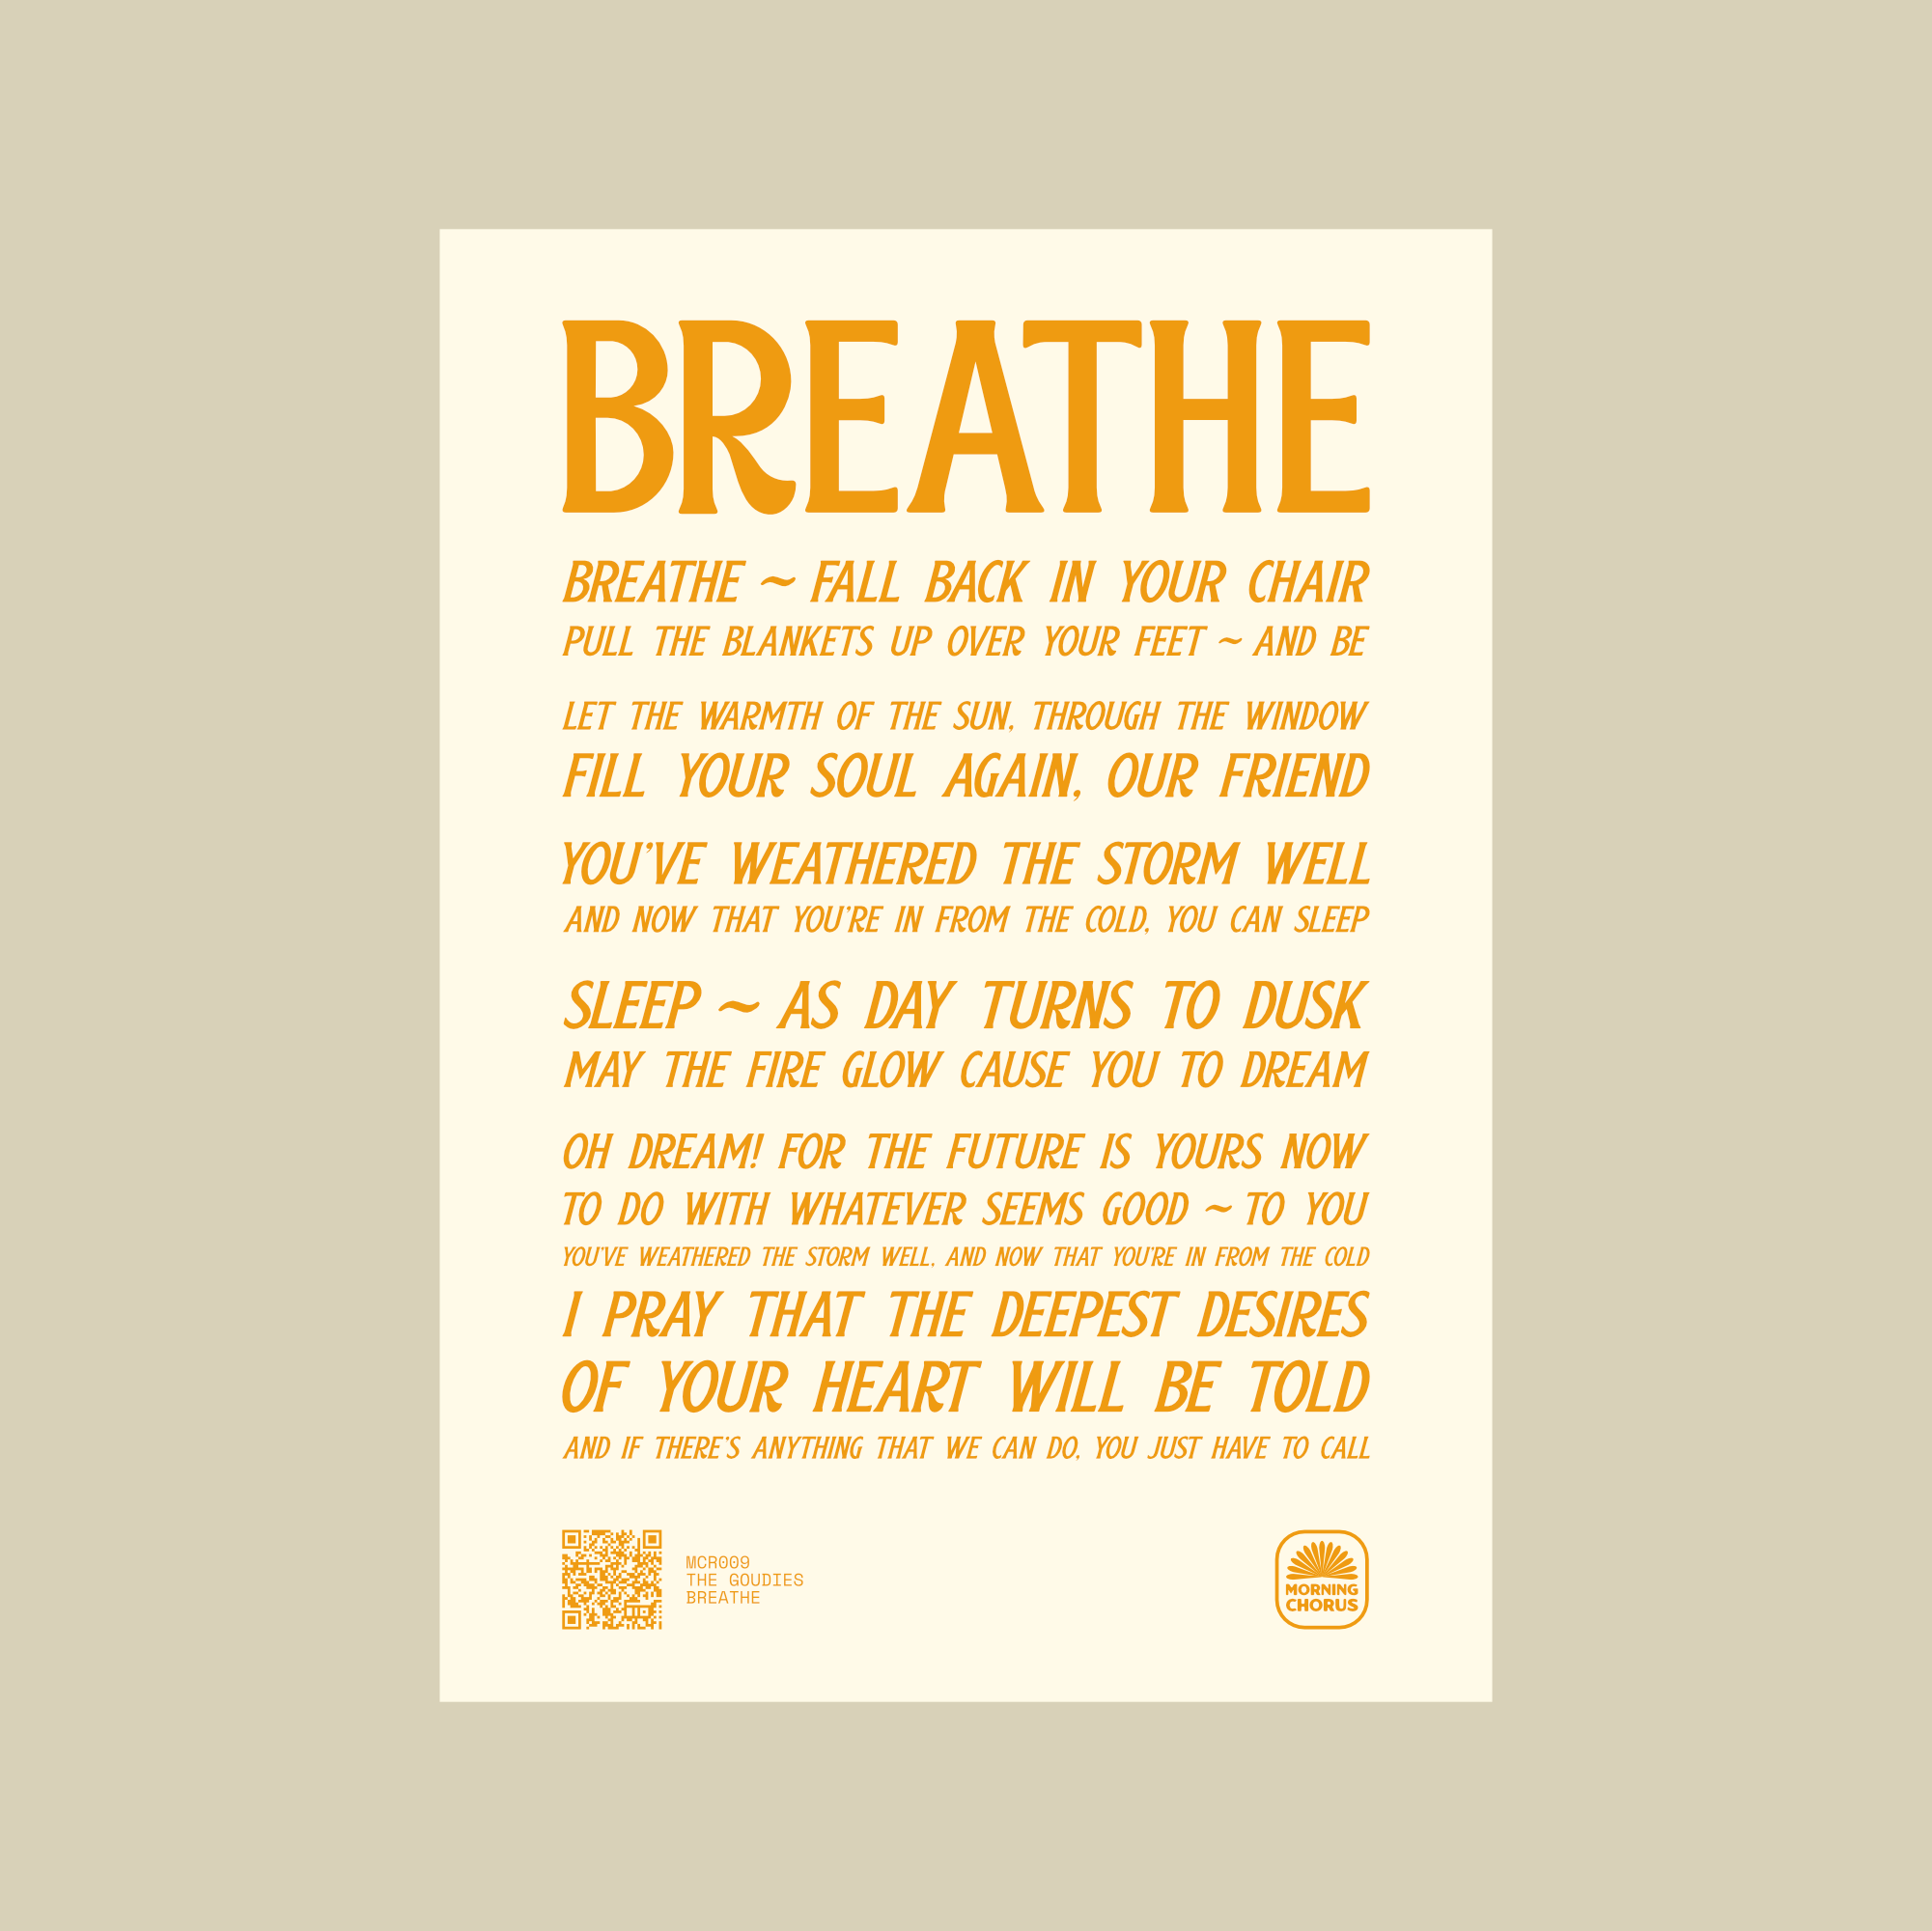 BREATHE
BREATHE ~ FALL BACK IN YOUR CHAIR
PULL THE BLANKETS UP OVER YOUR FEET ~ AND BE
LET THE WARMTH OF THE SUN, THROUGH THE WINDOW
FILL YOUR SOUL AGAIN, OUR FRIEND
YOU'VE WEATHERED THE STORM WELL
AND NOW THAT YOU'RE IN FROM THE COLD, YOU CAN SLEEP
SLEEP ~ AS DAY TURNS TO DUSK
MAY THE FIRE GLOW CAUSE YOU TO DREAM
OH DREAM! FOR THE FUTURE IS YOURS NOW
TO DO WITH WHATEVER SEEMS GOOD ~ TO YOU
YOU'VE WEATHERED THE STORM WELL, AND NOW THAT YOU'RE IN FROM THE COLD
I PRAY THAT THE DEEPEST DESIRES
OF YOUR HEART WILL BE TOLD
AND IF THERE'S ANYTHING THAT WE CAN DO, YOU JUST HAVE TO CALL
MCR009
THE GOUDIES
BREATHE
MORNING
CHORUS